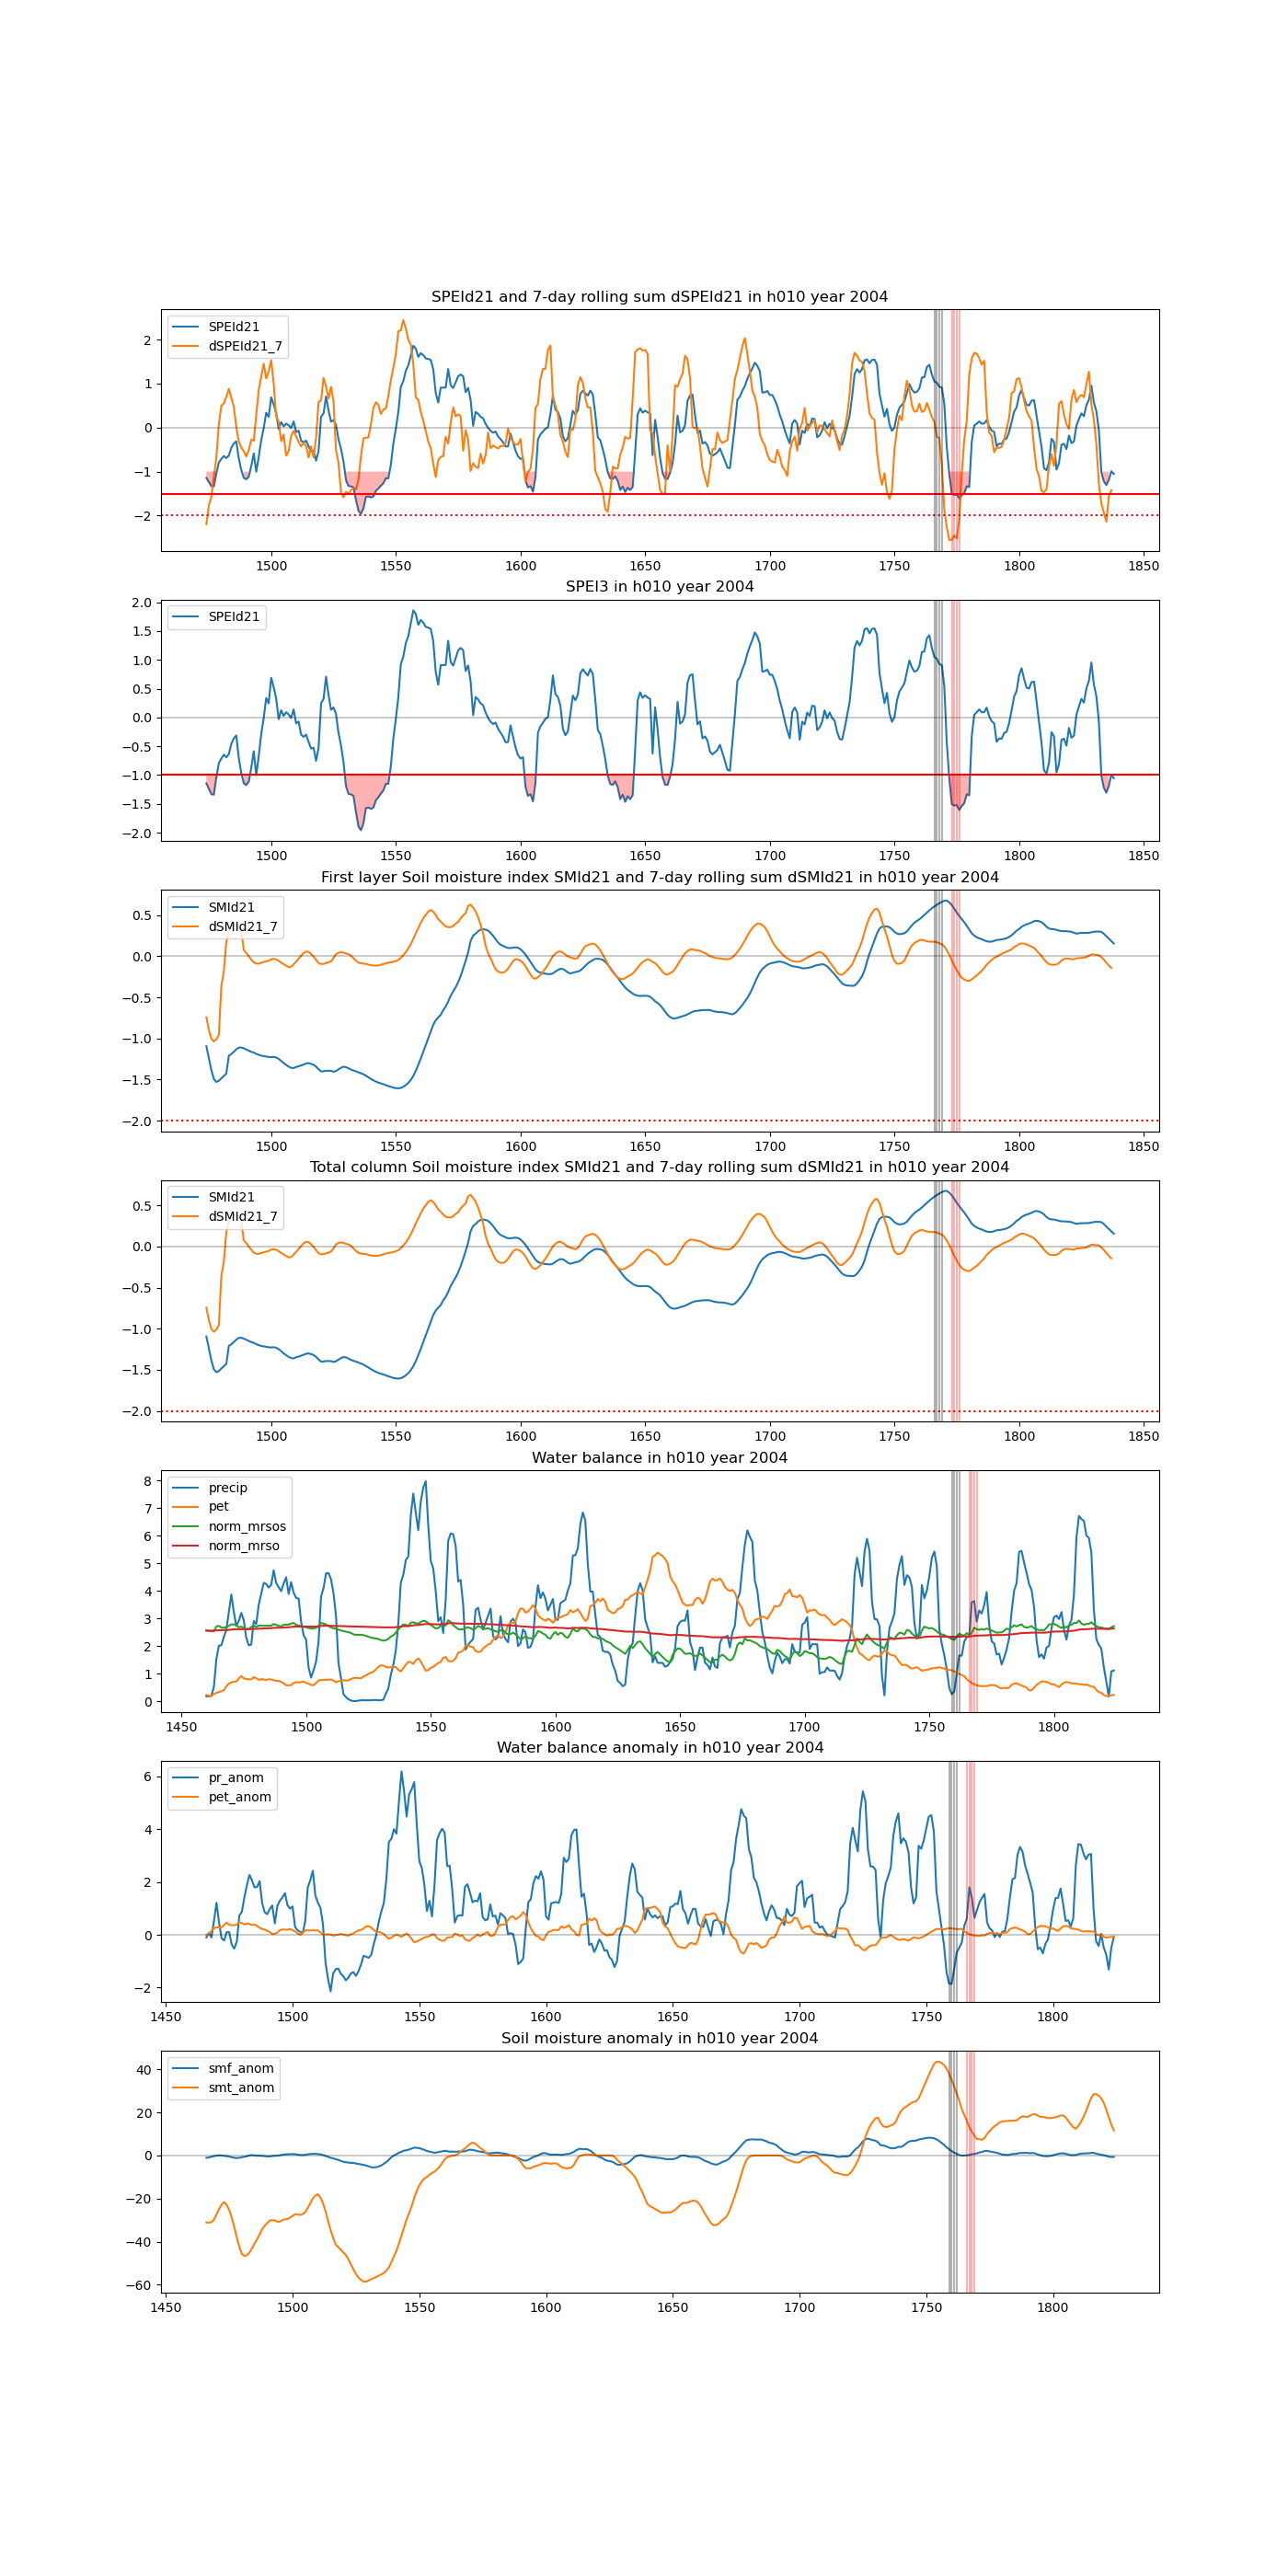 SPEId21 and 7-day rolling sum dSPEId21 in h010 year 2004
SPEId21
dSPEId21_7
2
1
0
−1
−2
1500 1550 1600 1650 1700 1750 1800 1850
SPEI3 in h010 year 2004
SPEId21
2.0
1.5
1.0
0.5
0.0
−0.5
−1.0
−1.5
−2.0
1500 1550 1600 1650 1700 1750 1800 1850
First layer Soil moisture index SMId21 and 7-day rolling sum dSMId21 in h010 year 2004
SMId21
dSMId21_7
0.5
0.0
−0.5
−1.0
−1.5
−2.0
1500 1550 1600 1650 1700 1750 1800 1850
Total column Soil moisture index SMId21 and 7-day rolling sum dSMId21 in h010 year 2004
SMId21
dSMId21_7
0.5
0.0
−0.5
−1.0
−1.5
−2.0
1500 1550 1600 1650 1700 1750 1800 1850
Water balance in h010 year 2004
precip
pet
norm_mrsos
norm_mrso
8
7
6
5
4
3
2
1
0
1450 1500 1550 1600 1650 1700 1750 1800
Water balance anomaly in h010 year 2004
pr_anom
pet_anom
6
4
2
0
−2
1450 1500 1550 1600 1650 1700 1750 1800
Soil moisture anomaly in h010 year 2004
smf_anom
smt_anom
40
20
0
−20
−40
−60
1450 1500 1550 1600 1650 1700 1750 1800